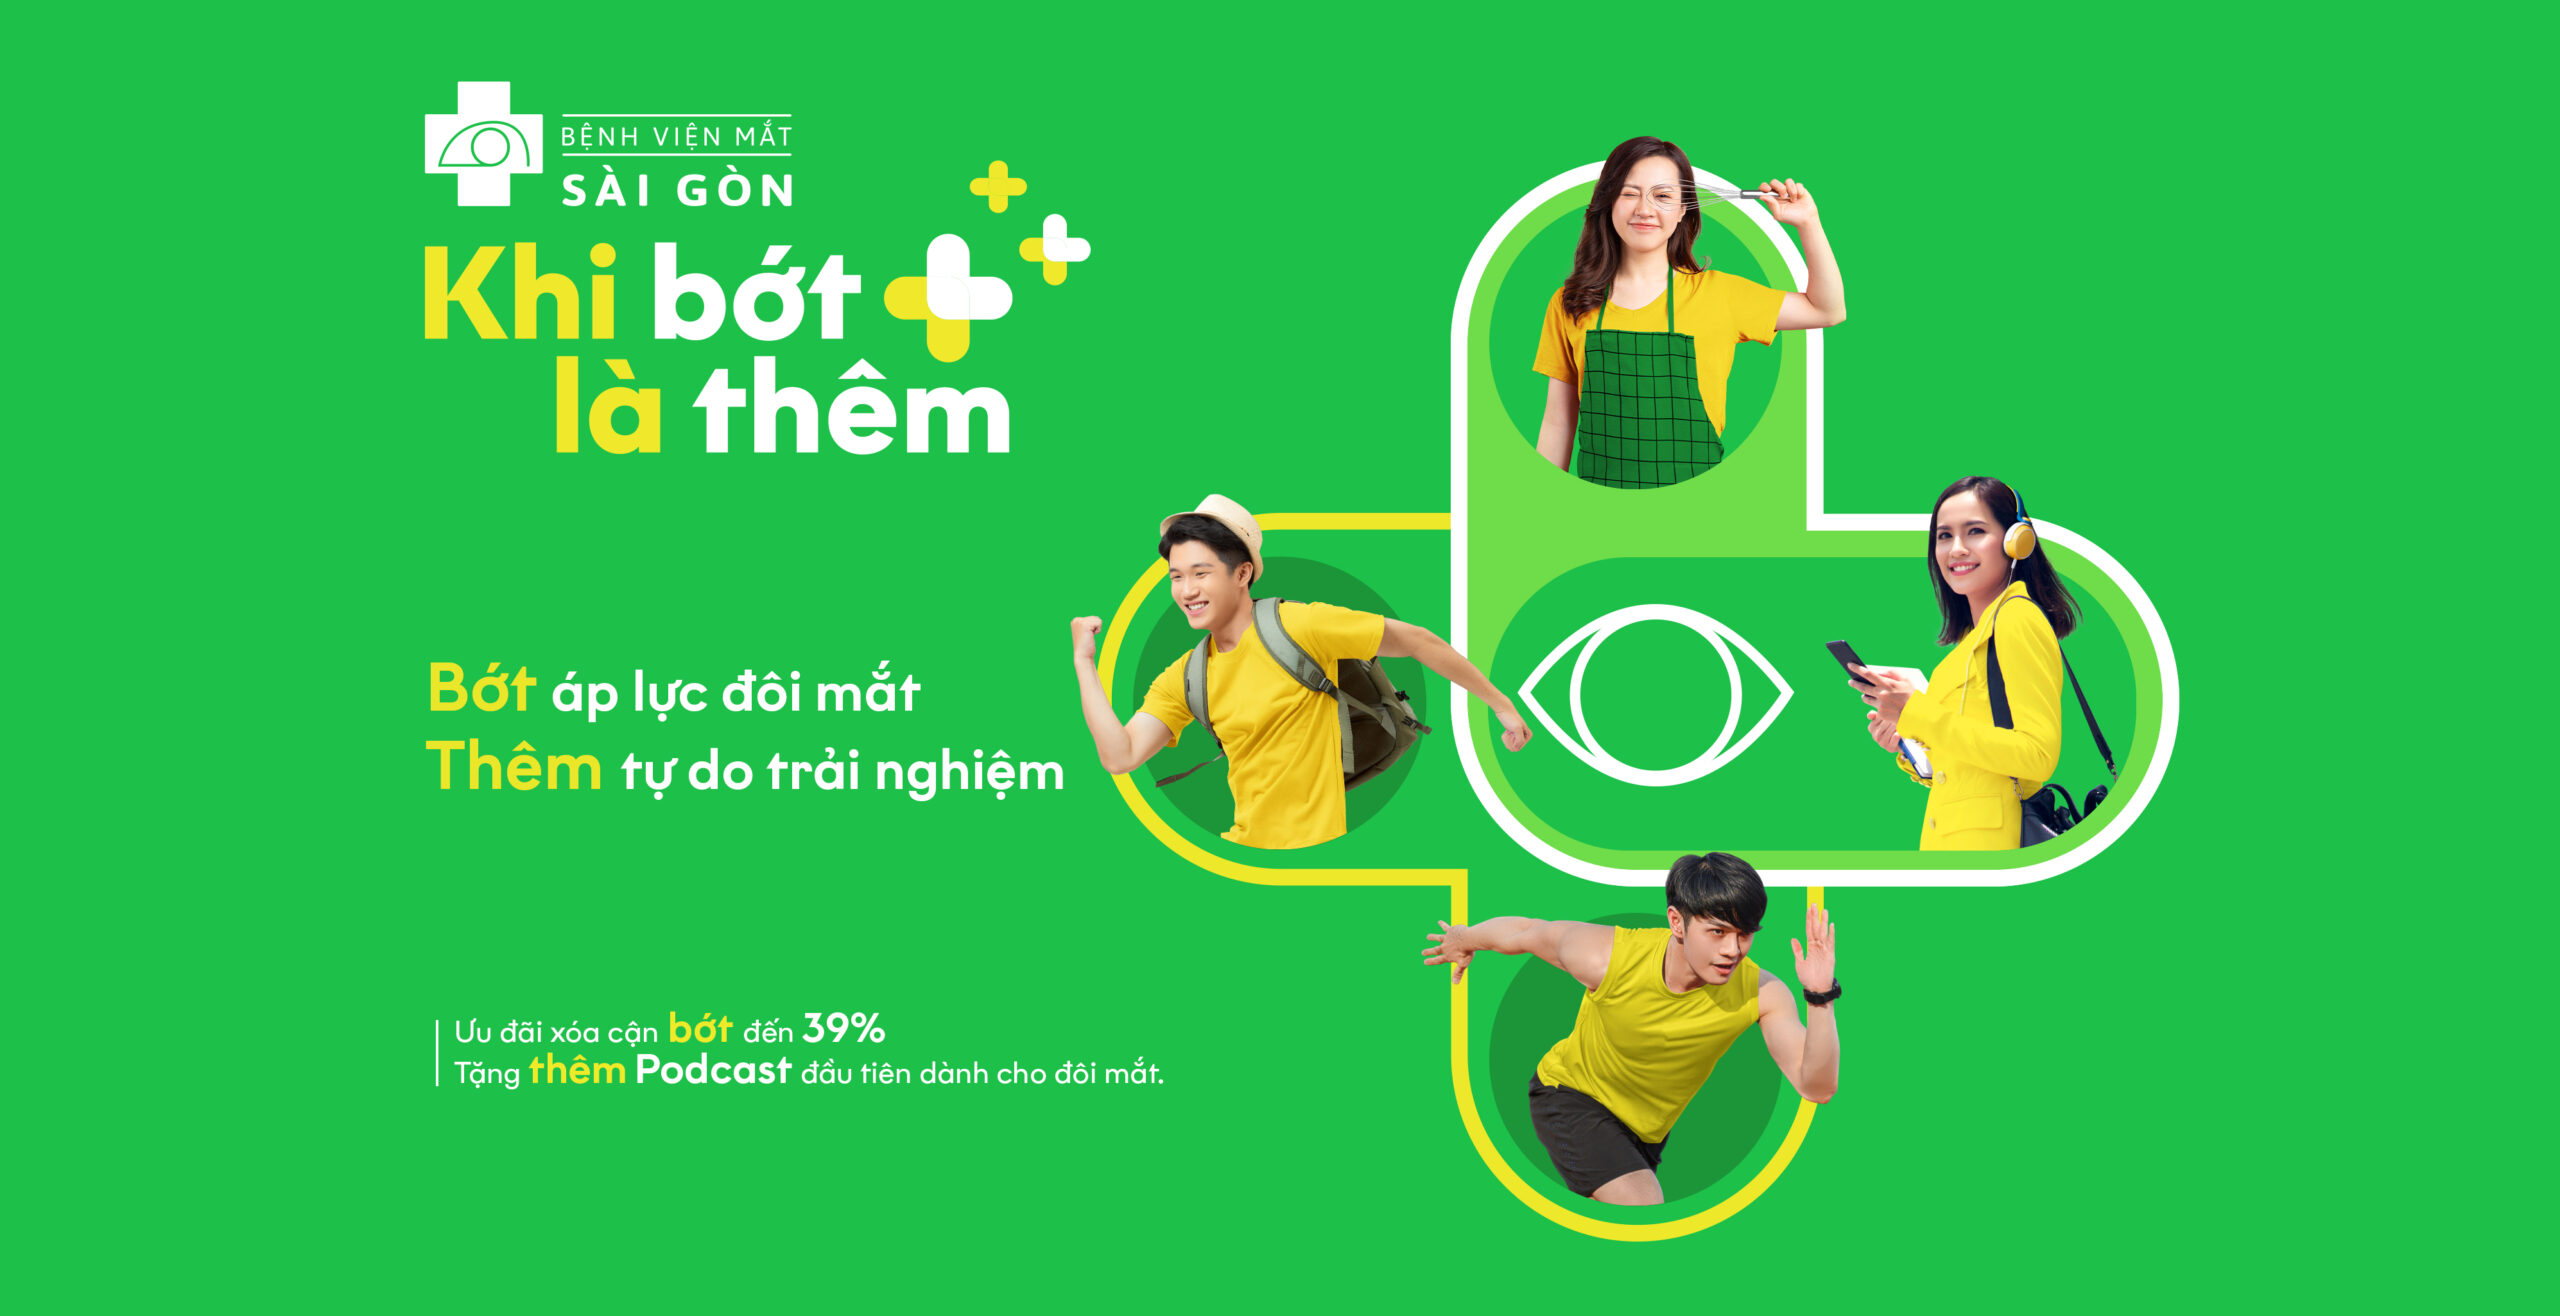 BỆNH VIỆN MẮT
SÀI GÒN
Khi bớt
là thêm
Bớt áp lực đôi mắt
Thêm tự do trải nghiệm
Ưu đãi xóa cận bớt đến 39%
Tặng thêm Podcast đầu tiên dành cho đôi mắt.